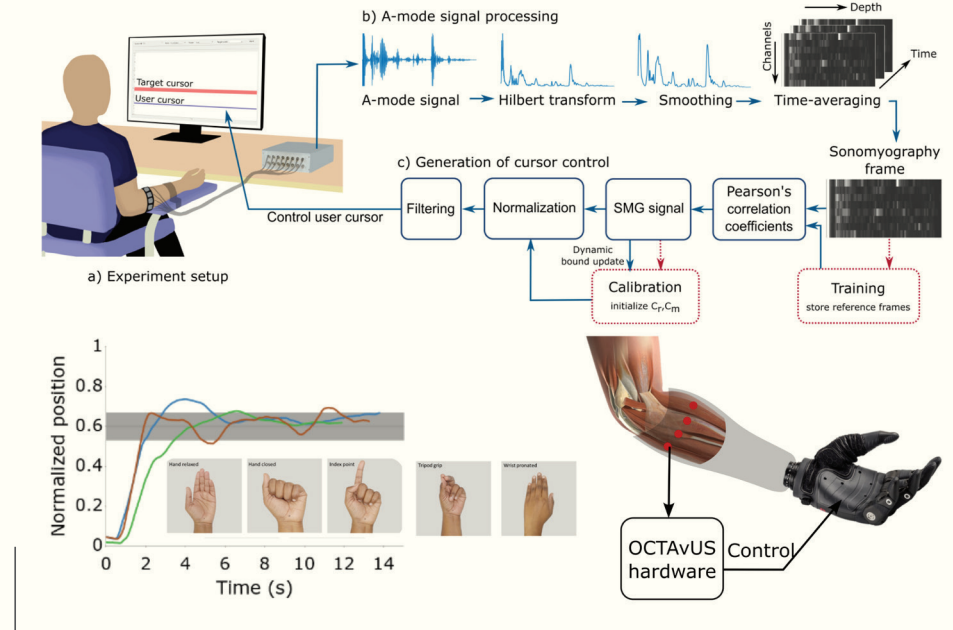 b) A-mode signal processing
Depth
Channels
Time
Target cursor
User cursor
A-mode signal
Hilbert transform
Smoothing
Time-averaging
c) Generation of cursor control
Sonomyography
frame
Control user cursor
Filtering
Normalization
SMG signal
Pearson's
correlation
coefficients
Dynamic
bound update
a) Experiment setup
Calibration
initialize Cr,Cm
Training
store reference frames
Normalized position
1
0.8
0.6
0.4
0.2
0
0 2 4 6 8 10 12 14
Time (s)
Hand relaxed
Hand closed
Index point
Tripod grip
Wrist pronated
OCTAvUS
hardware
Control